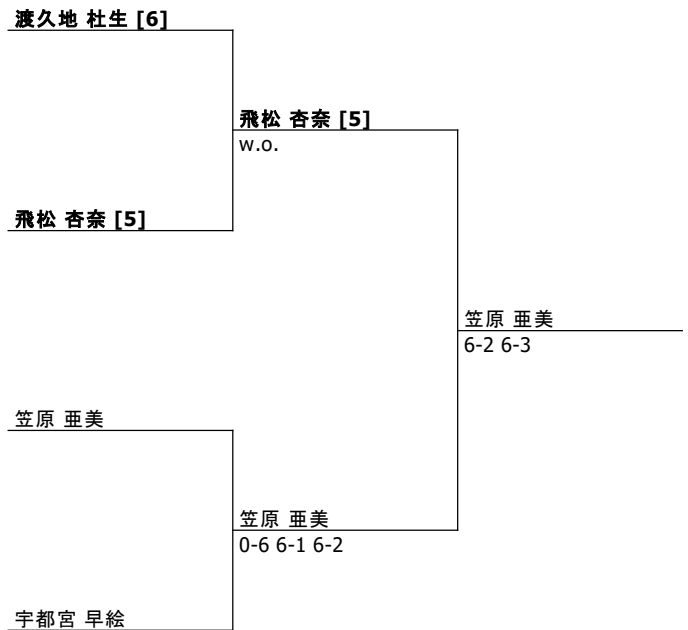 渡久地 杜生 [6]
飛松 杏奈 [5]
w.o.
飛松 杏奈 [5]
笠原 亜美
6-2 6-3
笠原 亜美
笠原 亜美
0-6 6-1 6-2
宇都宮 早絵